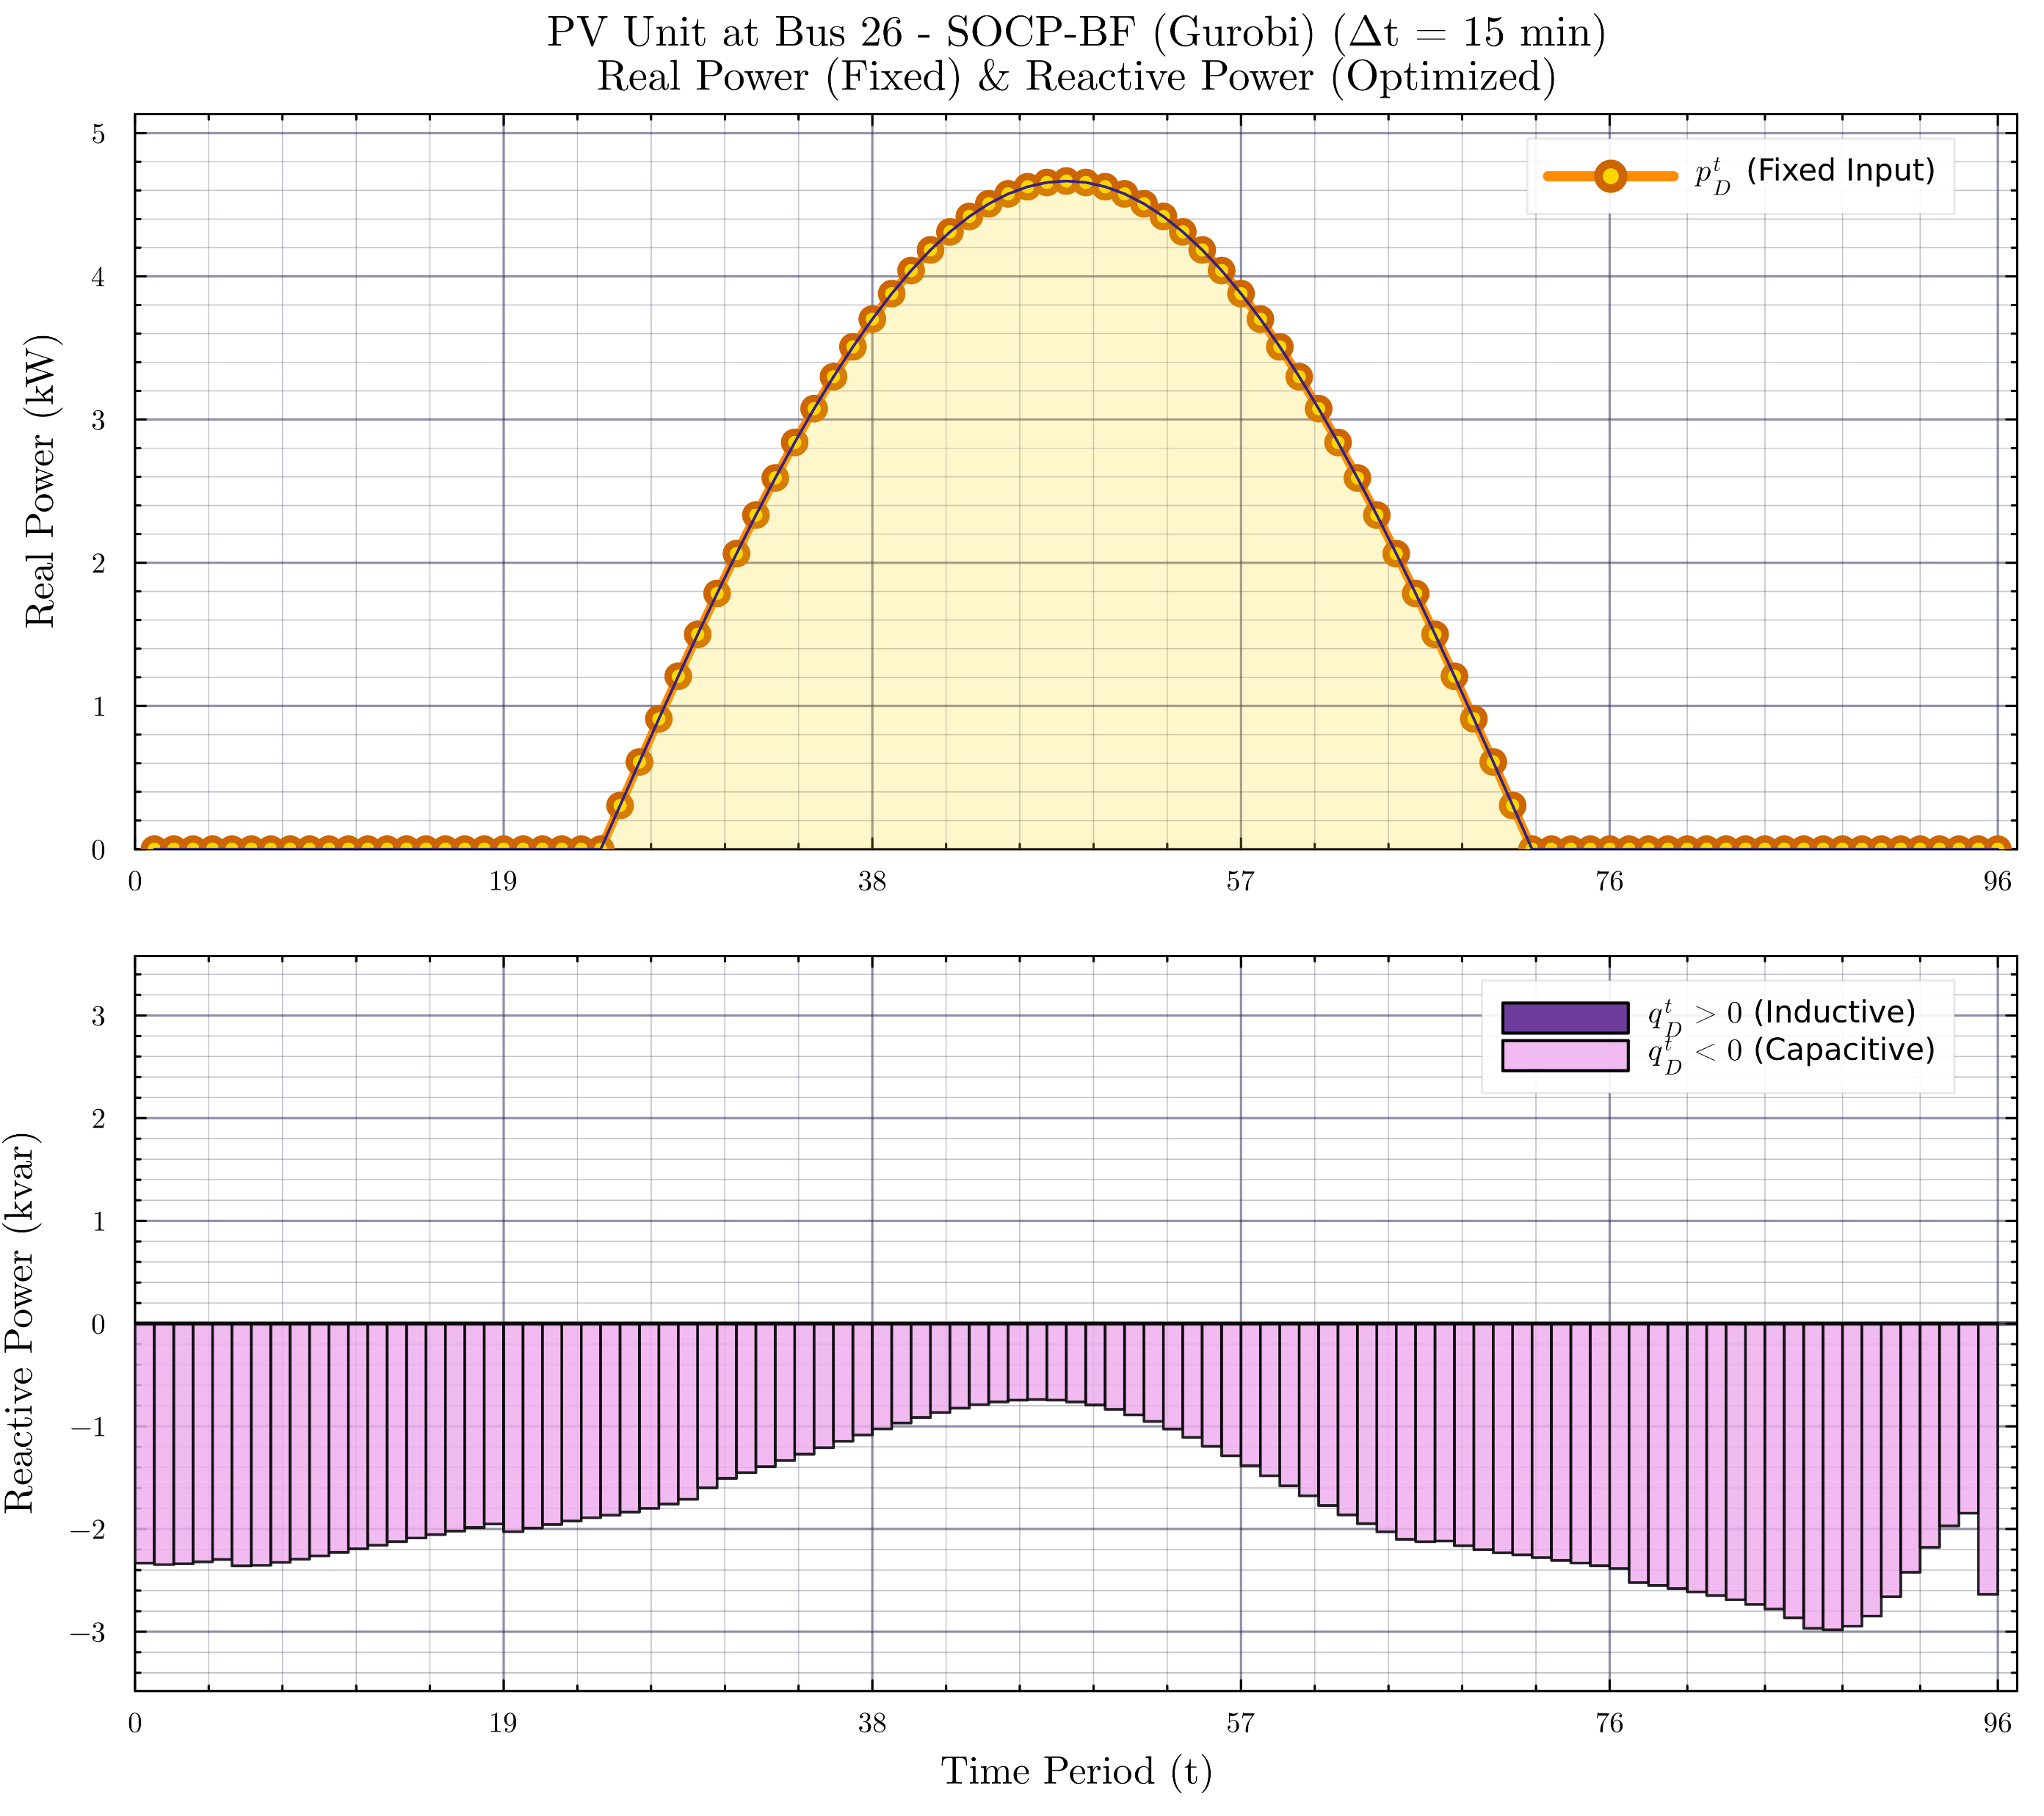 PV Unit at Bus 26 - SOCP-BF (Gurobi) (Δt = 15 min)
Real Power (Fixed) & Reactive Power (Optimized)
Real Power (kW)
5
4
3
2
1
0
p_D^t (Fixed Input)
0 19 38 57 76 96
Reactive Power (kvar)
3
2
1
0
−1
−2
−3
q_D^t > 0 (Inductive)
q_D^t < 0 (Capacitive)
0 19 38 57 76 96
Time Period (t)